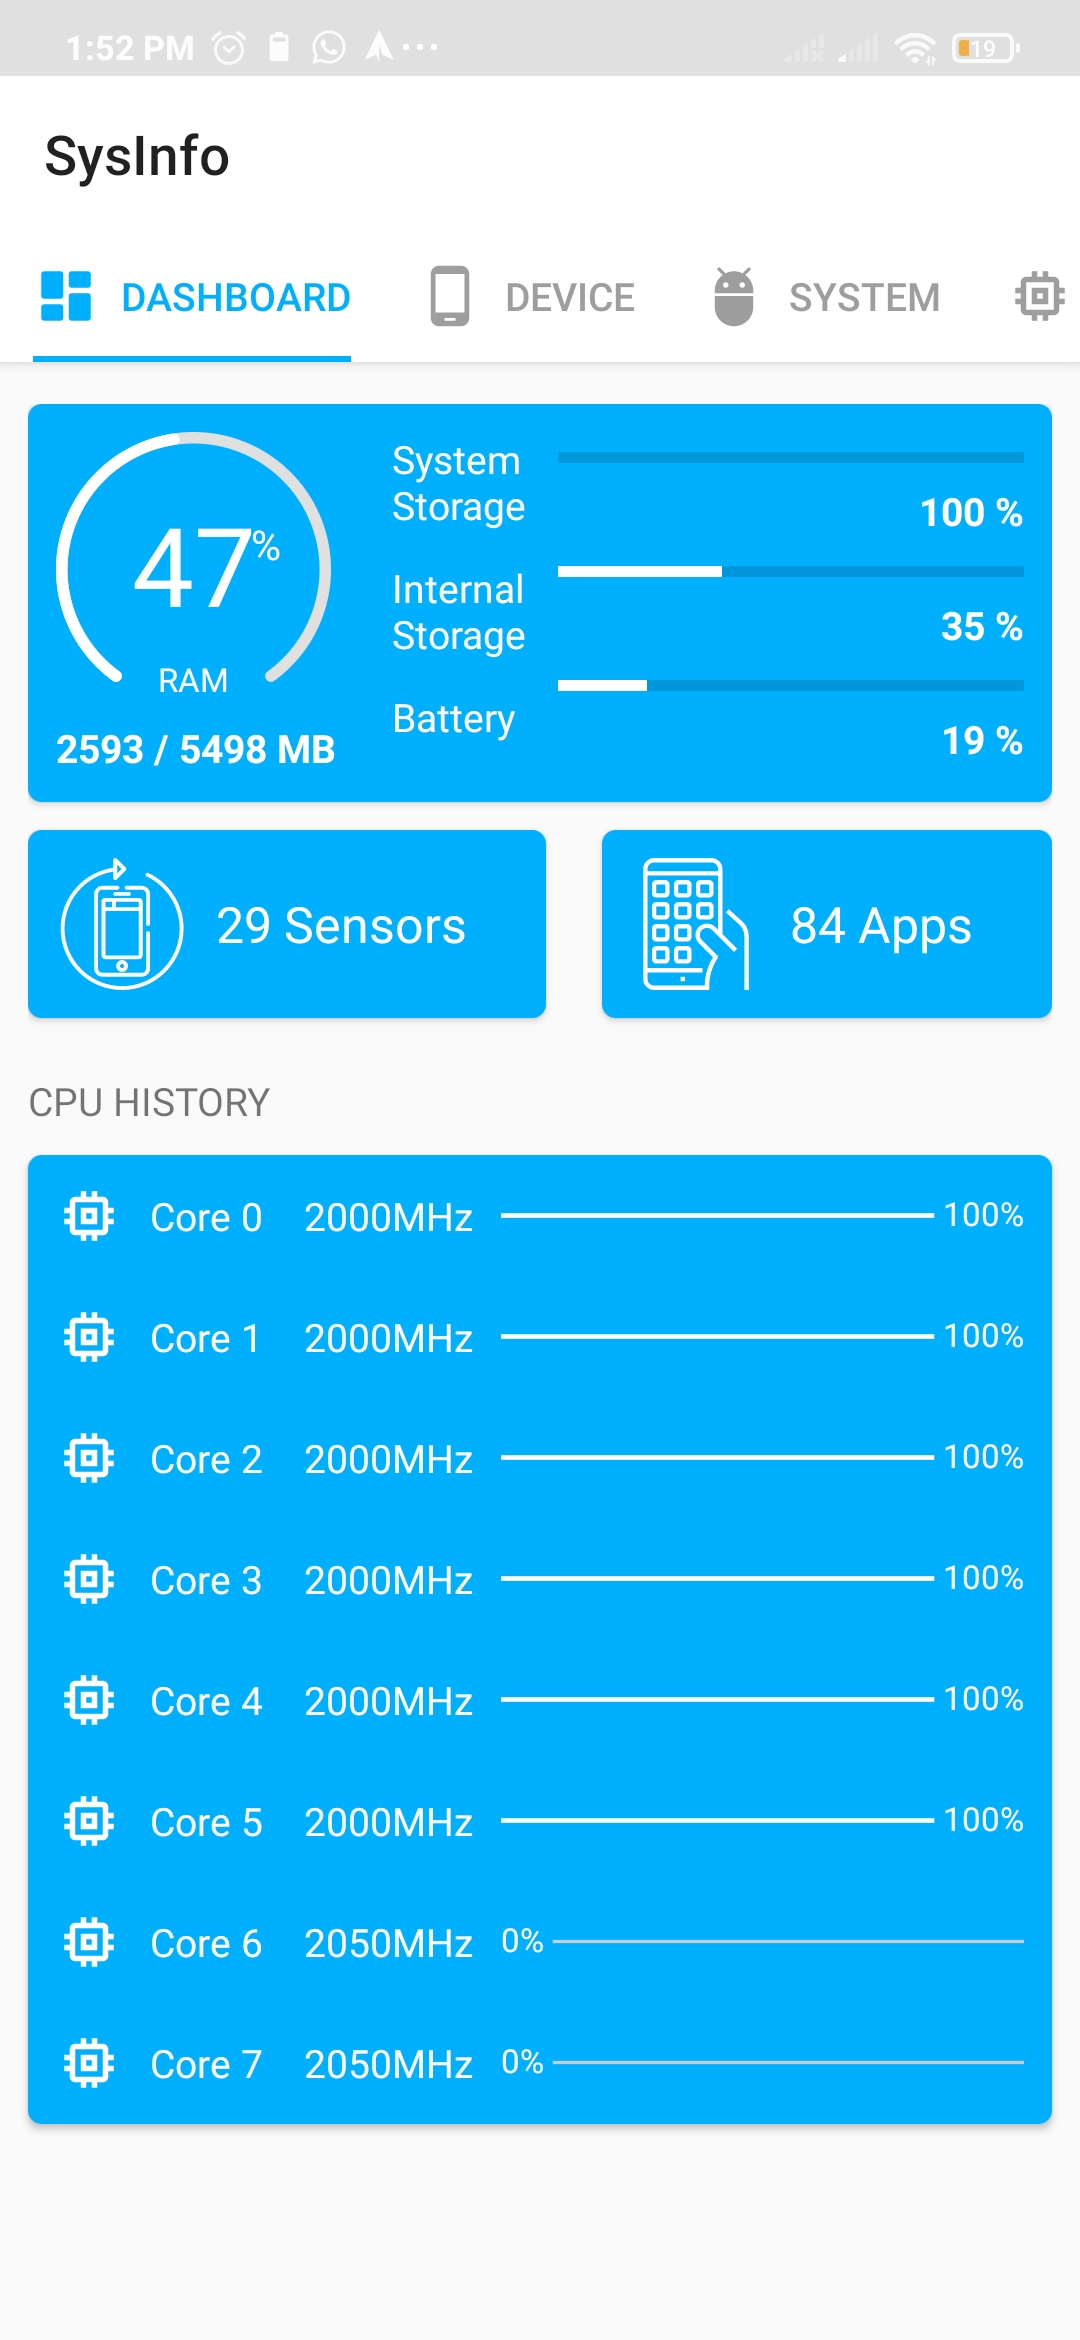 1:52 PM
19
SysInfo
DASHBOARD
DEVICE
SYSTEM
47%
RAM
2593 / 5498 MB
System
Storage
100 %
Internal
Storage
35 %
Battery
19 %
29 Sensors
84 Apps
CPU HISTORY
Core 0 2000MHz 100%
Core 1 2000MHz 100%
Core 2 2000MHz 100%
Core 3 2000MHz 100%
Core 4 2000MHz 100%
Core 5 2000MHz 100%
Core 6 2050MHz 0%
Core 7 2050MHz 0%